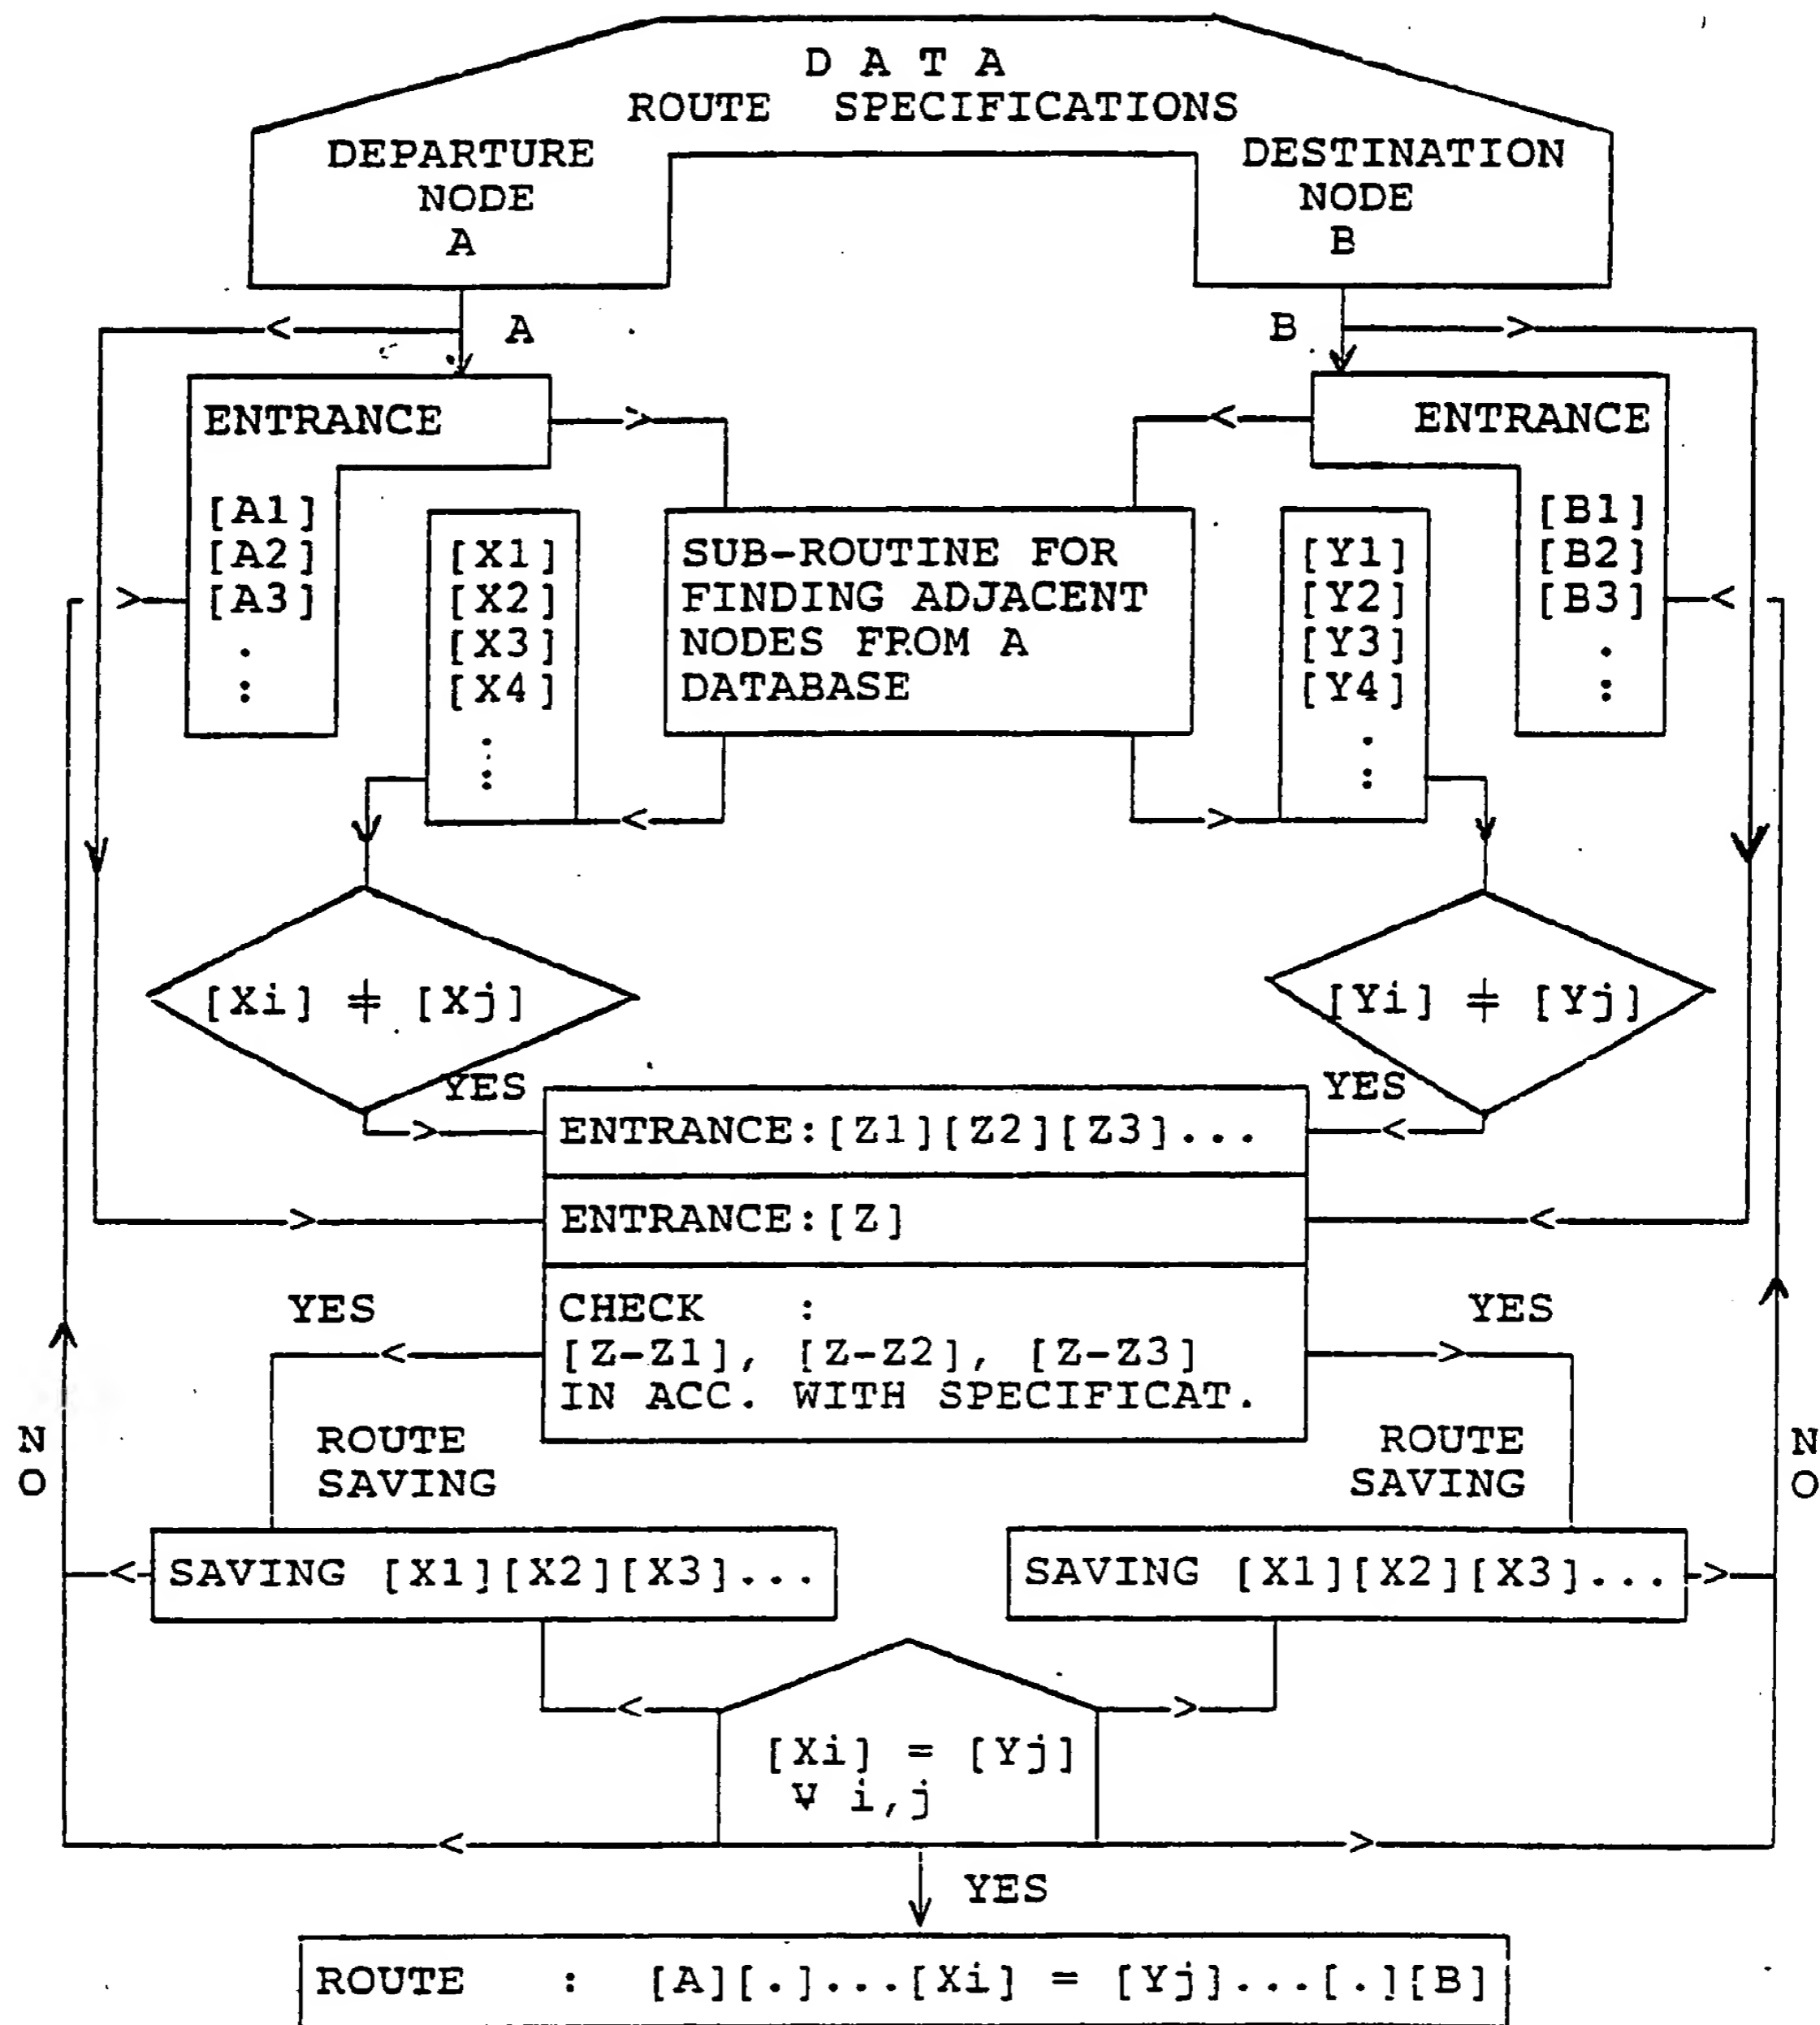 D A T A
ROUTE SPECIFICATIONS
DEPARTURE
NODE
A
DESTINATION
NODE
B
A
B
ENTRANCE
[A1]
[A2]
[A3]
.
:
[X1]
[X2]
[X3]
[X4]
:
:
SUB-ROUTINE FOR
FINDING ADJACENT
NODES FROM A
DATABASE
[Y1]
[Y2]
[Y3]
[Y4]
:
:
ENTRANCE
[B1]
[B2]
[B3]
.
:
[Xi] ≠ [Xj]
[Yi] ≠ [Yj]
YES
YES
ENTRANCE:[Z1][Z2][Z3]...
ENTRANCE:[Z]
CHECK :
[Z-Z1], [Z-Z2], [Z-Z3]
IN ACC. WITH SPECIFICAT.
YES
YES
NO
ROUTE
SAVING
ROUTE
SAVING
NO
SAVING [X1][X2][X3]...
SAVING [X1][X2][X3]...
[Xi] = [Yj]
∀ i,j
YES
ROUTE : [A][.]...[Xi] = [Yj]...[.][B]